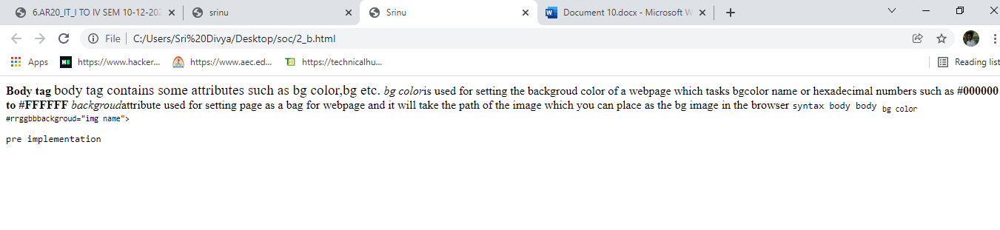 6.AR20_IT_I TO IV SEM 10-12-202
srinu
Srinu
Document 10.docx - Microsoft W
File
C:/Users/Sri%20Divya/Desktop/soc/2_b.html
Apps
https://www.hacker...
https://www.aec.ed...
https://technicalhu...
Reading list
Body tag body tag contains some attributes such as bg color,bg etc. bg coloris used for setting the backgroud color of a webpage which tasks bgcolor name or hexadecimal numbers such as #000000
to #FFFFFF backgroudattribute used for setting page as a bag for webpage and it will take the path of the image which you can place as the bg image in the browser syntax body body bg color
#rrggbbbackgroud="img name">
pre implementation